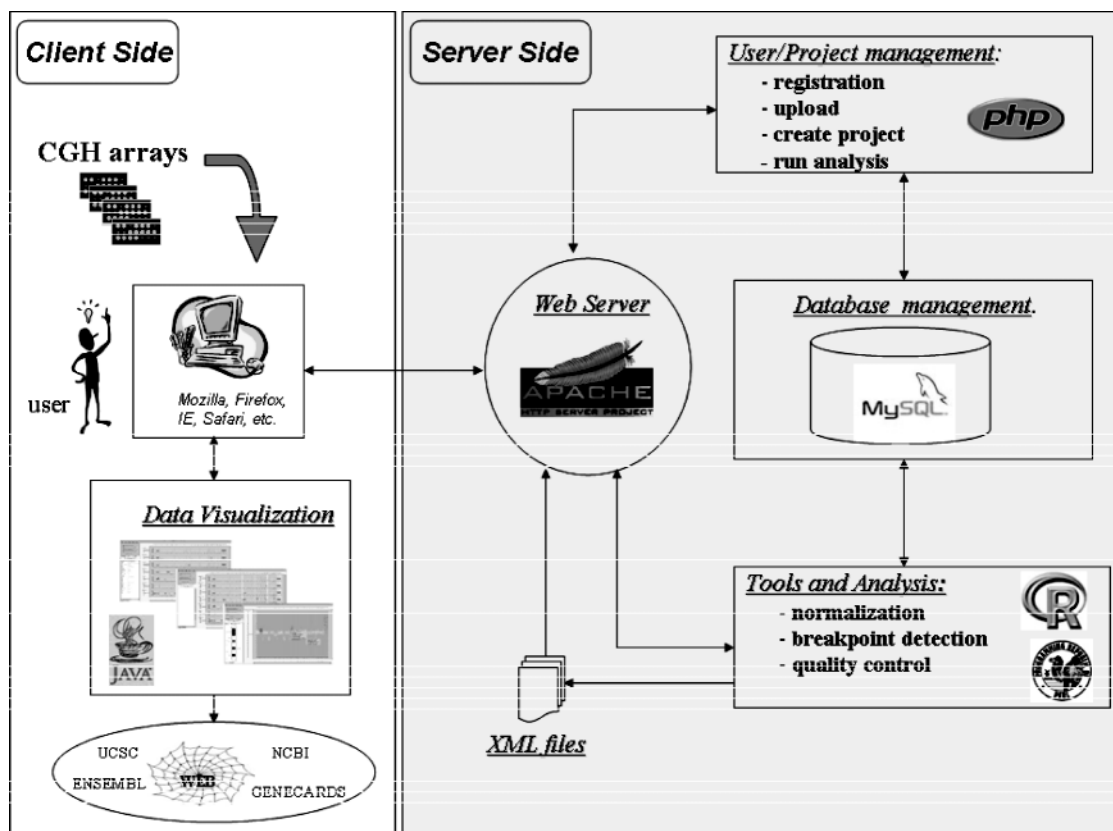 Client Side
CGH arrays
user
Mozilla, Firefox,
IE, Safari, etc.
Data Visualization
JAVA
UCSC
NCBI
WEB
ENSEMBL
GENECARDS
Server Side
User/Project management:
- registration
- upload
- create project
- run analysis
php
Web Server
APACHE
HTTP SERVER PROJECT
Database management.
MySQL
Tools and Analysis:
- normalization
- breakpoint detection
- quality control
R
XML files